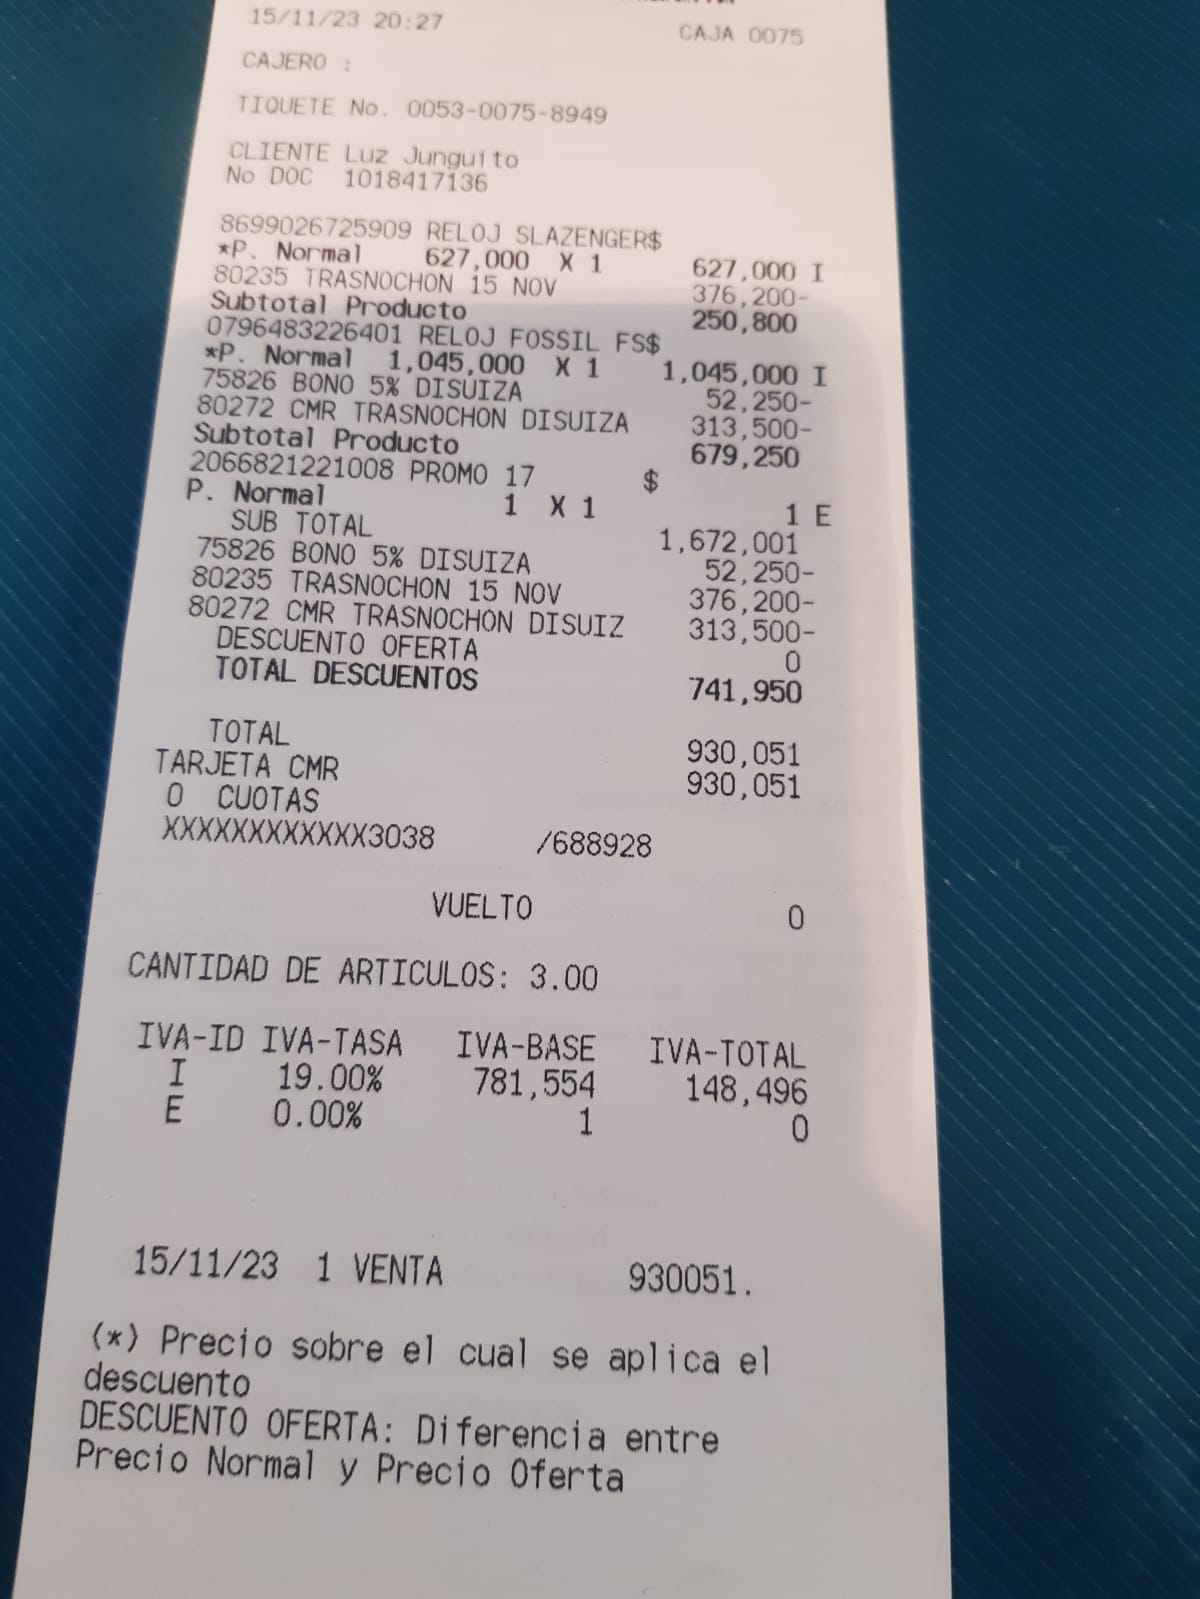 15/11/23 20:27 CAJA 0075
CAJERO :
TIQUETE No. 0053-0075-8949
CLIENTE Luz Junguito
No DOC 1018417136
8699026725909 RELOJ SLAZENGER$
*P. Normal 627,000 X 1 627,000 I
80235 TRASNOCHON 15 NOV 376,200-
Subtotal Producto 250,800
0796483226401 RELOJ FOSSIL FS$
*P. Normal 1,045,000 X 1 1,045,000 I
75826 BONO 5% DISUIZA 52,250-
80272 CMR TRASNOCHON DISUIZA 313,500-
Subtotal Producto 679,250
2066821221008 PROMO 17 $
P. Normal 1 X 1 1 E
SUB TOTAL 1,672,001
75826 BONO 5% DISUIZA 52,250-
80235 TRASNOCHON 15 NOV 376,200-
80272 CMR TRASNOCHON DISUIZ 313,500-
DESCUENTO OFERTA 0
TOTAL DESCUENTOS 741,950
TOTAL 930,051
TARJETA CMR 930,051
0 CUOTAS
XXXXXXXXXXXX3038 /688928
VUELTO 0
CANTIDAD DE ARTICULOS: 3.00
IVA-ID IVA-TASA IVA-BASE IVA-TOTAL
I 19.00% 781,554 148,496
E 0.00% 1 0
15/11/23 1 VENTA 930051.
(*) Precio sobre el cual se aplica el
descuento
DESCUENTO OFERTA: Diferencia entre
Precio Normal y Precio Oferta